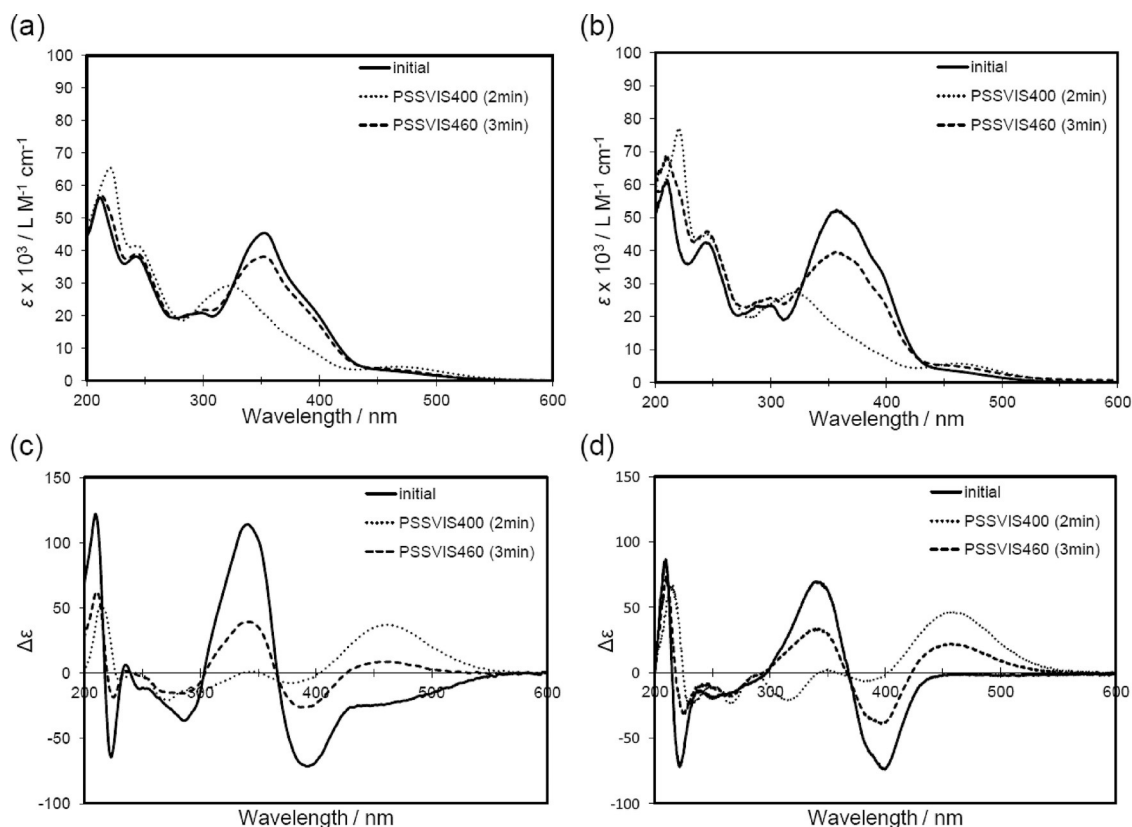 (a)
100
90
80
70
60
50
40
30
20
10
0
ε x 10³ / L M⁻¹ cm⁻¹
initial
PSSVIS400 (2min)
PSSVIS460 (3min)
200 300 400 500 600
Wavelength / nm
(b)
100
90
80
70
60
50
40
30
20
10
0
ε x 10³ / L M⁻¹ cm⁻¹
initial
PSSVIS400 (2min)
PSSVIS460 (3min)
200 300 400 500 600
Wavelength / nm
(c)
150
100
50
0
-50
-100
Δε
initial
PSSVIS400 (2min)
PSSVIS460 (3min)
200 300 400 500 600
Wavelength / nm
(d)
150
100
50
0
-50
-100
Δε
initial
PSSVIS400 (2min)
PSSVIS460 (3min)
200 300 400 500 600
Wavelength / nm